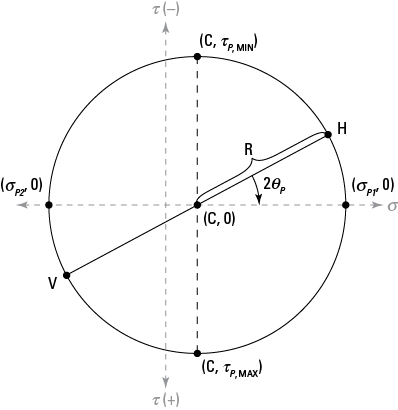 τ(–)
(C, τP,MIN)
H
R
(σP2, 0)
(σP1, 0)
2θP
σ
(C, 0)
V
(C, τP,MAX)
τ(+)